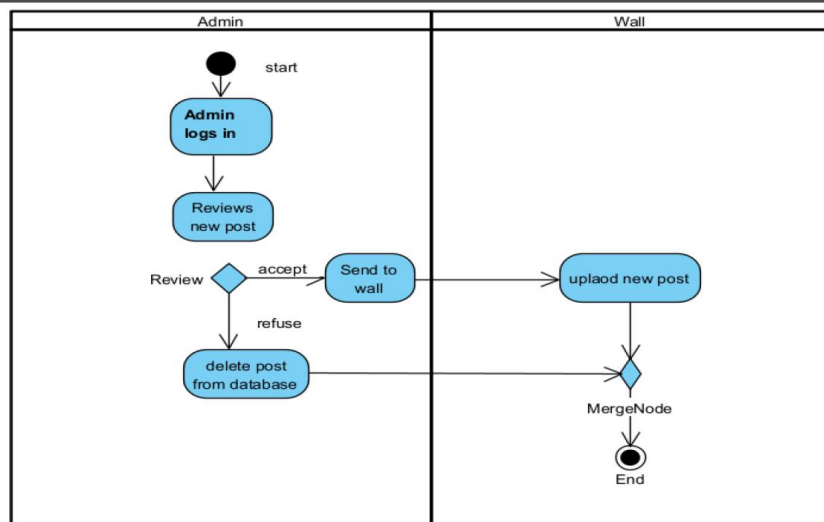 Admin
Wall
start
Admin
logs in
Reviews
new post
Review
accept
Send to
wall
uplaod new post
refuse
delete post
from database
MergeNode
End